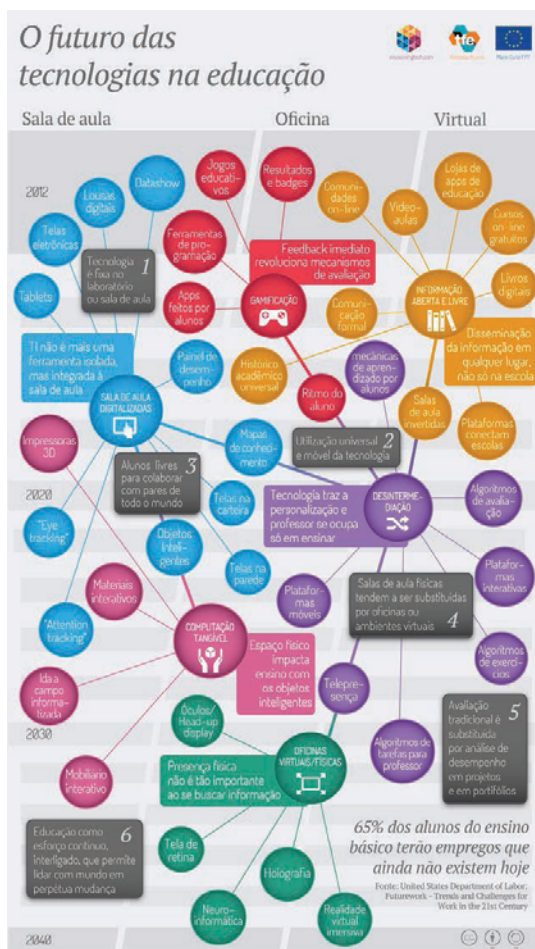 O futuro das
tecnologias na educação
Sala de aula
Oficina
Virtual
2012
Datashow
Lousas
digitais
Telas
eletrônicas
Tablets
Tecnologia
é fixa no
laboratório
ou sala de aula
1
TI não é mais uma
ferramenta isolada,
mas integrada à
sala de aula
Painel de
desem-
penho
SALA DE AULA
DIGITALIZADAS
Jogos
educati-
vos
Resultados
e badges
Ferramentas
de pro-
gramação
Feedback imediato
revoluciona mecanismos
de avaliação
Apps
feitos por
alunos
GAMIFICAÇÃO
Ritmo do
aluno
Comu-
nidades
on-line
Vídeo-
aulas
Lojas de
apps de
educação
Cursos
on-line
gratuitos
Livros
digitais
INFORMAÇÃO
ABERTA E LIVRE
Comuni-
cação
formal
Disseminação
da informação em
qualquer lugar,
não só na escola
Histórico
acadêmico
universal
mecânicas
de apren-
dizado por
alunos
Salas
de aula
invertidas
Plataformas
conectam
escolas
Impressoras
3D
Mapas
de conheci-
mento
Utilização universal
e móvel da tecnologia
2
Alunos livres
para colaborar
com pares de
todo o mundo
3
2020
"Eye
tracking"
Telas na
carteira
Objetos
Inteli-
gentes
Telas na
parede
Tecnologia traz a
personalização e
professor se ocupa
só em ensinar
DESINTERME-
DIAÇÃO
Algoritmos
de avalia-
ção
Platafor-
mas
interativas
Algoritmos
de exercí-
cios
Platafor-
mas
móveis
Salas de aula físicas
tendem a ser substituídas
por oficinas ou
ambientes virtuais
4
Materiais
interativos
"Attention
tracking"
COMPUTAÇÃO
TANGÍVEL
Espaço físico
impacta
ensino com
os objetos
inteligentes
Ida a
campo infor-
matizada
2030
Mobiliário
interativo
Telepre-
sença
Algoritmos de
tarefas para
professor
Avaliação
tradicional é
substituída
por análise de
desempenho
em projetos
e em portifólios
5
Óculos/
Head-up
display
Presença física
não é tão importante
ao se buscar informação
OFICINAS
VIRTUAIS/FÍSICAS
Educação como
esforço contínuo,
interligado, que permite
lidar com mundo em
perpétua mudança
6
Tela de
retina
Neuro-
informática
Holografia
Realidade
virtual
imersiva
65% dos alunos do ensino
básico terão empregos que
ainda não existem hoje
Fonte: United States Department of Labor:
Futurework - Trends and Challenges for
Work in the 21st Century
2040